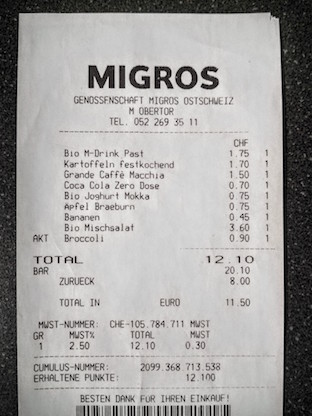 MIGROS
GENOSSENSCHAFT MIGROS OSTSCHWEIZ
M OBERTOR
TEL. 052 269 35 11
CHF
Bio M-Drink Past 1.75 1
Kartoffeln festkochend 1.70 1
Grande Caffé Macchia 1.50 1
Coca Cola Zero Dose 0.70 1
Bio Joghurt Mokka 0.75 1
Apfel Braeburn 0.75 1
Bananen 0.45 1
Bio Mischsalat 3.60 1
AKT Broccoli 0.90 1
TOTAL 12.10
BAR 20.10
ZURUECK 8.00
TOTAL IN EURO 11.50
MWST-NUMMER: CHE-105.784.711 MWST
GR MWST% TOTAL MWST
1 2.50 12.10 0.30
CUMULUS-NUMMER: 2099.368 713.538
ERHALTENE PUNKTE: 12.100
BESTEN DANK FUR IHREN EINKAUF!